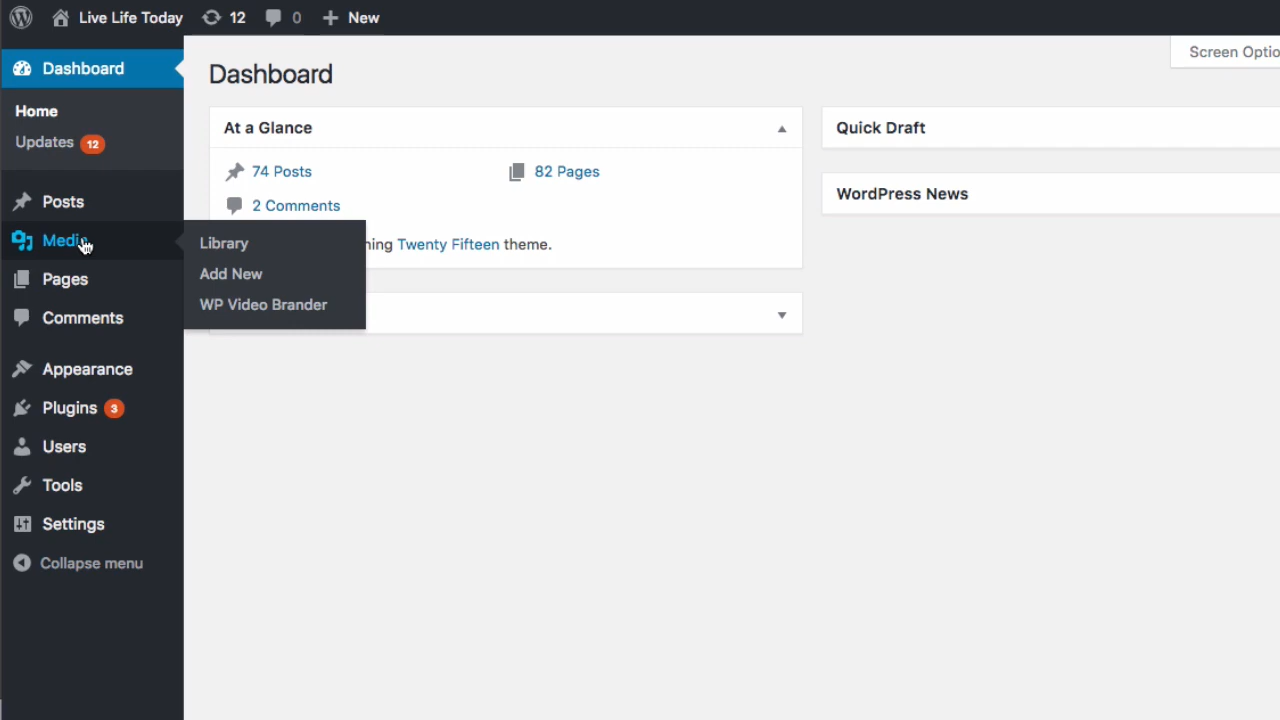 Live Life Today 12 0 New
Screen Optio
Dashboard
Home
Updates 12
Posts
Media
Pages
Comments
Appearance
Plugins 3
Users
Tools
Settings
Collapse menu
Library
Add New
WP Video Brander
Dashboard
At a Glance
74 Posts
82 Pages
2 Comments
ning Twenty Fifteen theme.
Quick Draft
WordPress News